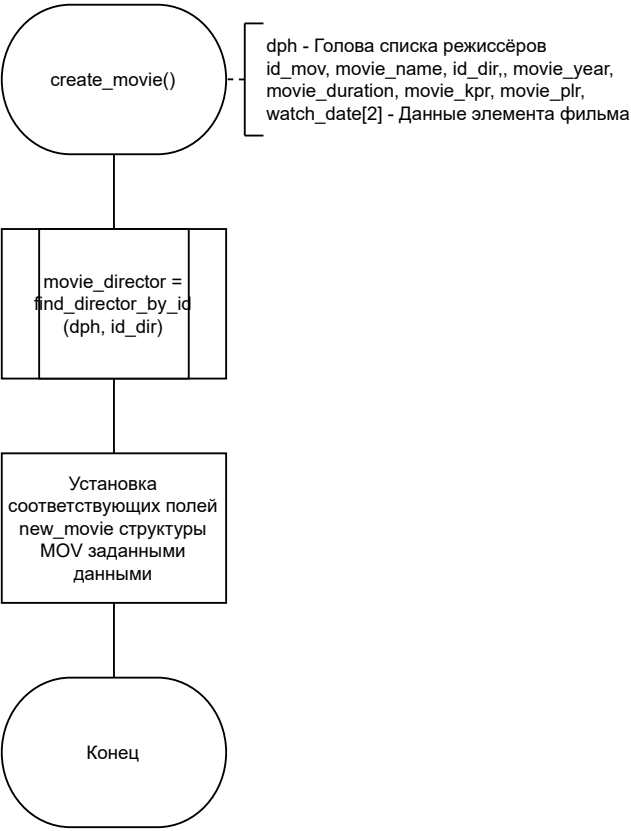 create_movie()
dph - Голова списка режиссёров
id_mov, movie_name, id_dir,, movie_year,
movie_duration, movie_kpr, movie_plr,
watch_date[2] - Данные элемента фильма
movie_director =
find_director_by_id
(dph, id_dir)
Установка
соответствующих полей
new_movie структуры
MOV заданными
данными
Конец